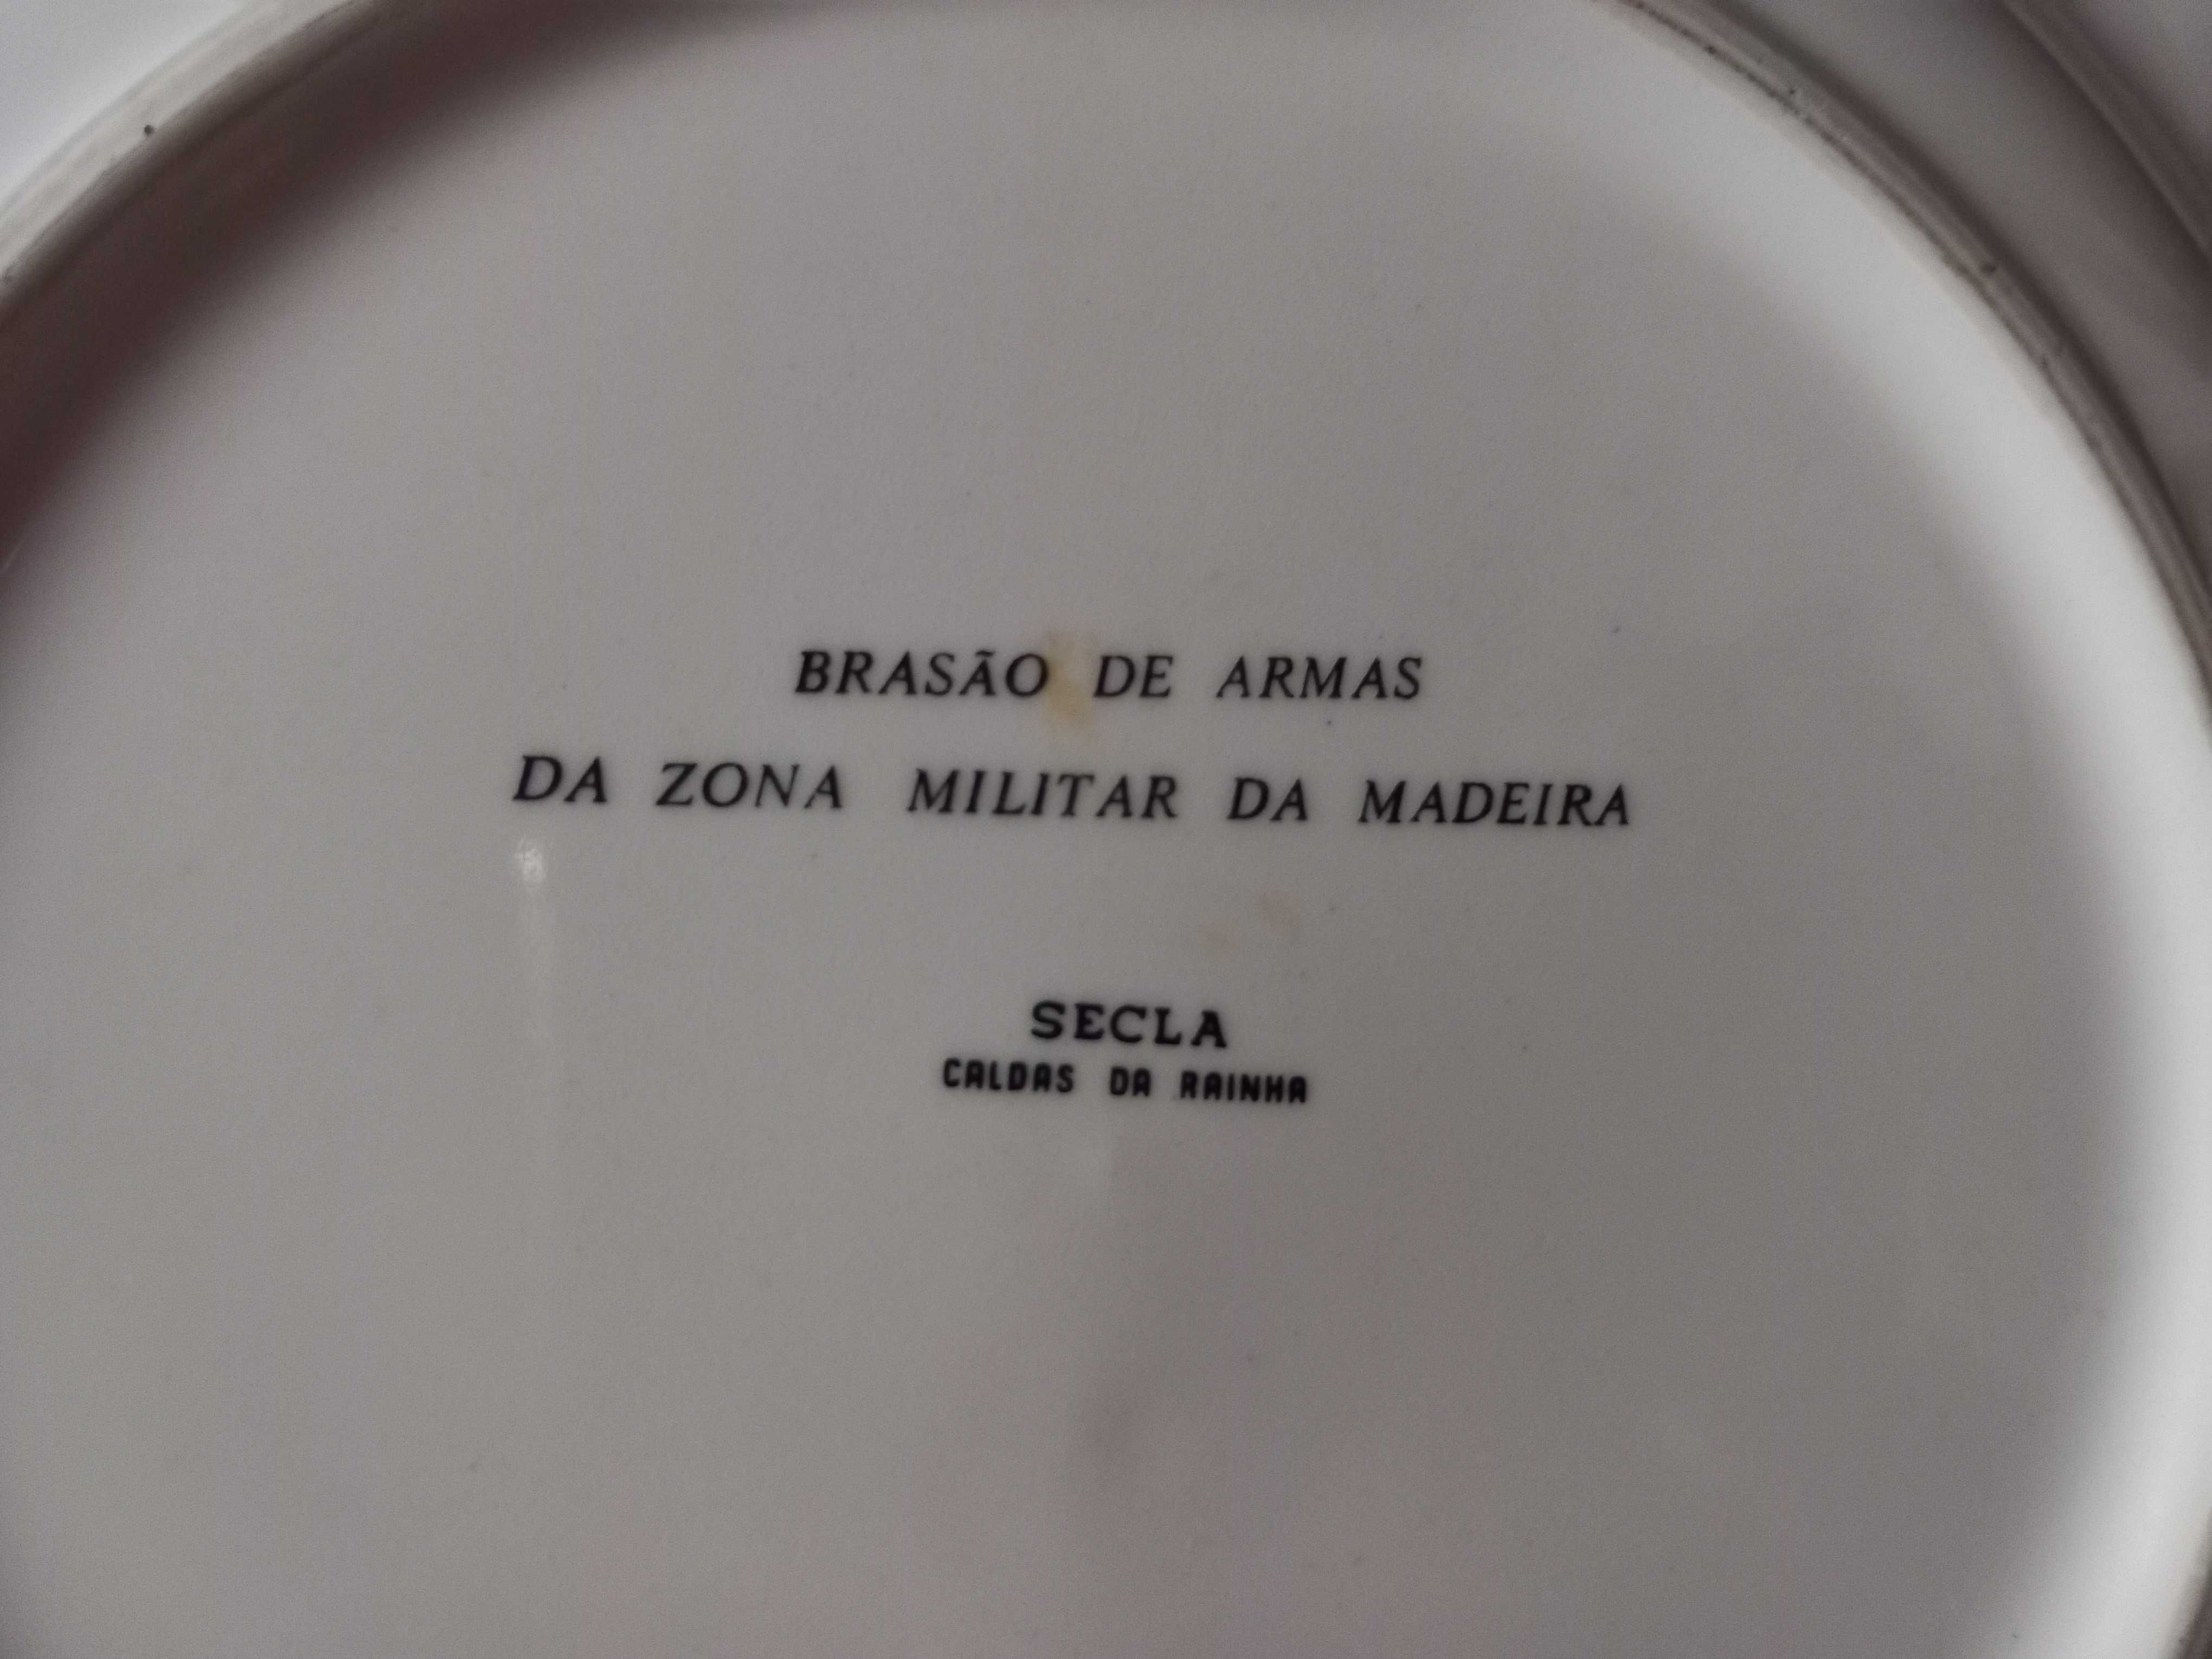 BRASÃO DE ARMAS
DA ZONA MILITAR DA MADEIRA
SECLA
CALDAS DA RAINHA